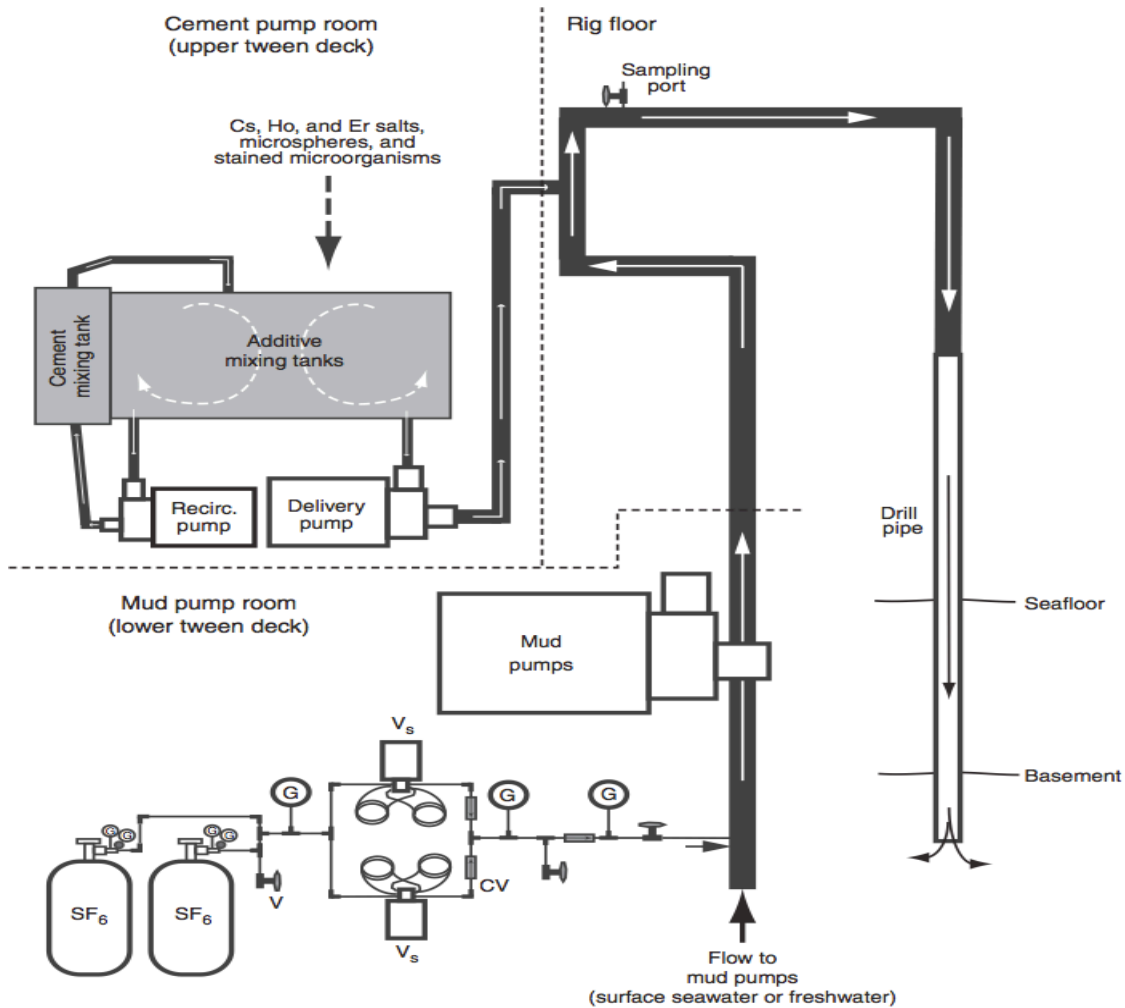 Cement pump room
(upper tween deck)
Rig floor
Sampling
port
Cs, Ho, and Er salts,
microspheres, and
stained microorganisms
Cement
mixing tank
Additive
mixing tanks
Recirc.
pump
Delivery
pump
Drill
pipe
Seafloor
Basement
Mud pump room
(lower tween deck)
Mud
pumps
Vs
G
G
G
G
G
G
G
SF6
SF6
V
CV
Vs
Flow to
mud pumps
(surface seawater or freshwater)